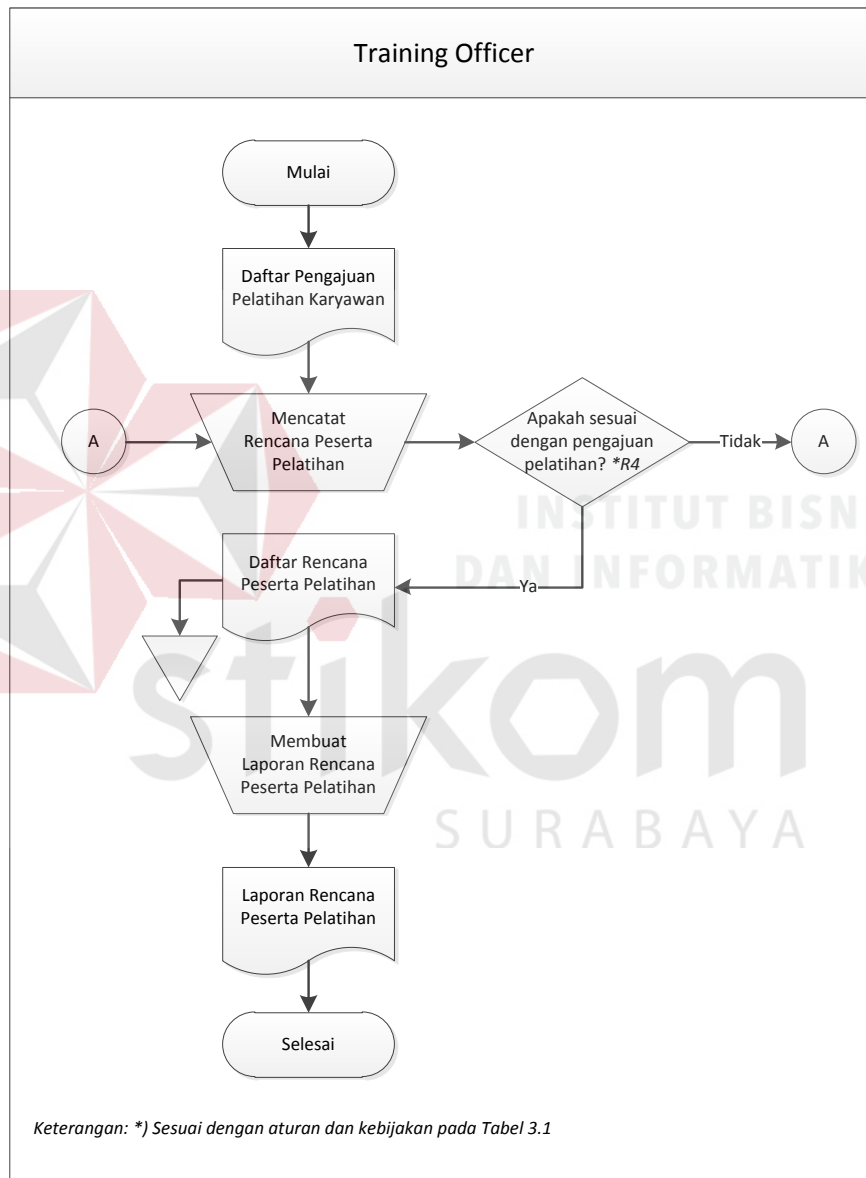 Training Officer
Mulai
Daftar Pengajuan
Pelatihan Karyawan
A
Mencatat
Rencana Peserta
Pelatihan
Apakah sesuai
dengan pengajuan
pelatihan? *R4
Tidak
A
INSTITUT BISN
DAN INFORMATIK
Ya
Daftar Rencana
Peserta Pelatihan
stikom
SURABAYA
Membuat
Laporan Rencana
Peserta Pelatihan
Laporan Rencana
Peserta Pelatihan
Selesai
Keterangan: *) Sesuai dengan aturan dan kebijakan pada Tabel 3.1